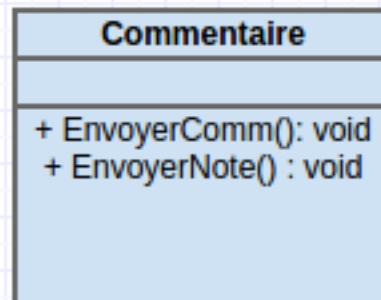 Commentaire
+ EnvoyerComm(): void
+ EnvoyerNote() : void